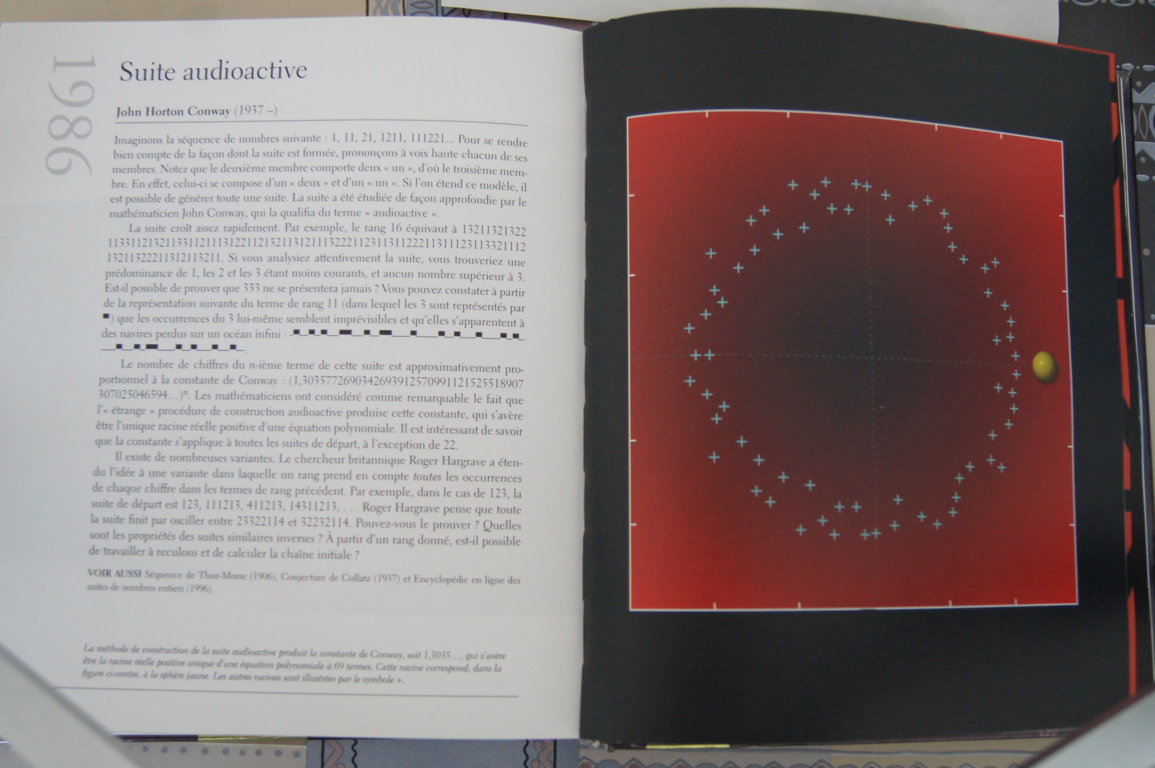 1986
Suite audioactive
John Horton Conway (1937 –)
Imaginons la séquence de nombres suivante : 1, 11, 21, 1211, 111221... Pour se rendre
bien compte de la façon dont la suite est formée, prononçons à voix haute chacun de ses
membres. Notez que le deuxième membre comporte deux « un », d'où le troisième mem-
bre. En effet, celui-ci se compose d'un « deux » et d'un « un ». Si l'on étend ce modèle, il
est possible de générer toute une suite. La suite a été étudiée de façon approfondie par le
mathématicien John Conway, qui la qualifia du terme « audioactive ».
La suite croît assez rapidement. Par exemple, le rang 16 équivaut à 13211321322
prédominance de 1, les 2 et les 3 étant moins courants, et aucun nombre supérieur à 3.
Est-il possible de prouver que 333 ne se présentera jamais ? Vous pouvez constater à partir
de la représentation suivante du terme de rang 11 (dans lequel les 3 sont représentés par
■) que les occurrences du 3 lui-même semblent imprévisibles et qu'elles s'apparentent à
des navires perdus sur un océan infini :
Le nombre de chiffres du n-ième terme de cette suite est approximativement pro-
portionnel à la constante de Conway : (1,3035772690342693912570991121525518907
307025046594...)ⁿ. Les mathématiciens ont considéré comme remarquable le fait que
l'« étrange » procédure de construction audioactive produise cette constante, qui s'avère
être l'unique racine réelle positive d'une équation polynomiale. Il est intéressant de savoir
que la constante s'applique à toutes les suites de départ, à l'exception de 22.
Il existe de nombreuses variantes. Le chercheur britannique Roger Hargrave a éten-
du l'idée à une variante dans laquelle un rang prend en compte toutes les occurrences
de chaque chiffre dans les termes de rang précédent. Par exemple, dans le cas de 123, la
suite de départ est 123, 111213, 411213, 14311213, . . . Roger Hargrave pense que toute
la suite finit par osciller entre 23322114 et 32232114. Pouvez-vous le prouver ? Quelles
sont les propriétés des suites similaires inverses ? À partir d'un rang donné, est-il possible
de travailler à reculons et de calculer la chaîne initiale ?
VOIR AUSSI Séquence de Thue-Morse (1906), Conjecture de Collatz (1937) et Encyclopédie en ligne des
suites de nombres entiers (1996).
La méthode de construction de la suite audioactive produit la constante de Conway, soit 1,3035..., qui s'avère
être la racine réelle positive unique d'une équation polynomiale à 69 termes. Cette racine correspond, dans la
figure ci-contre, à la sphère jaune. Les autres racines sont illustrées par le symbole +.